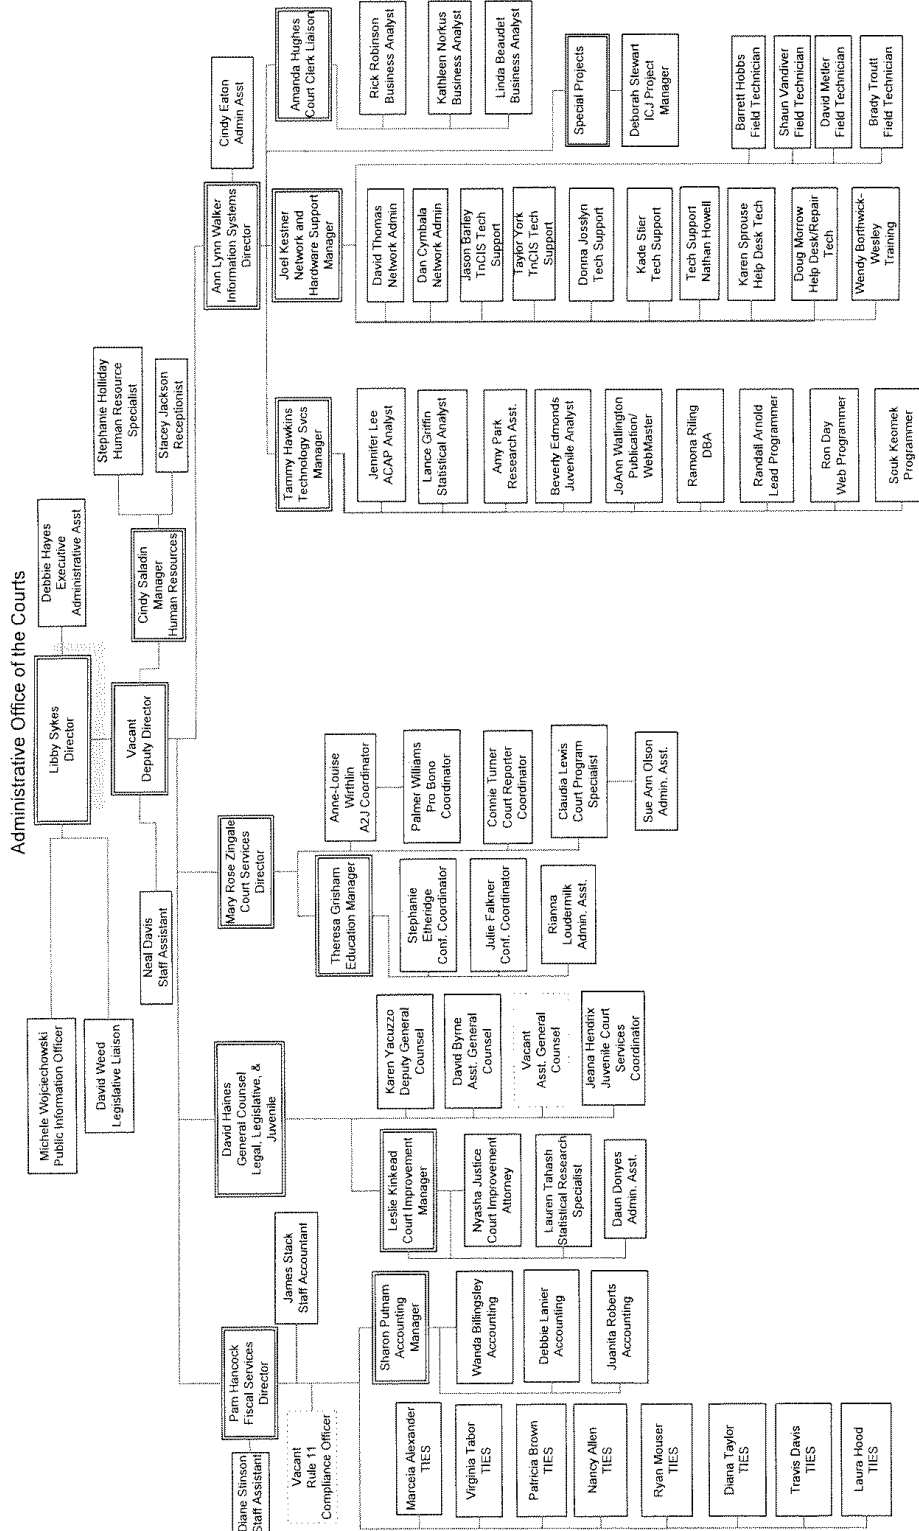 Administrative Office of the Courts
Libby Sykes
Director
Debbie Hayes
Executive
Administrative Asst
Michele Wojciechowski
Public Information Officer
David Weed
Legislative Liaison
Vacant
Deputy Director
Neal Davis
Staff Assistant
Cindy Saladin
Manager
Human Resources
Stephanie Holliday
Human Resource
Specialist
Stacey Jackson
Receptionist
Pam Hancock
Fiscal Services
Director
Diane Stinson
Staff Assistant
James Stack
Staff Accountant
Vacant
Rule 11
Compliance Officer
Marceia Alexander
TIES
Virginia Tabor
TIES
Patricia Brown
TIES
Nancy Allen
TIES
Ryan Mouser
TIES
Diana Taylor
TIES
Travis Davis
TIES
Laura Hood
TIES
Sharon Putnam
Accounting
Manager
Wanda Billingsley
Accounting
Debbie Lanier
Accounting
Juanita Roberts
Accounting
David Haines
General Counsel
Legal, Legislative, &
Juvenile
Leslie Kinkead
Court Improvement
Manager
Nyasha Justice
Court Improvement
Attorney
Lauren Tahash
Statistical Research
Specialist
Daun Donyes
Admin. Asst.
Karen Yacuzzo
Deputy General
Counsel
David Byrne
Asst. General
Counsel
Vacant
Asst. General
Counsel
Jeana Hendrix
Juvenile Court
Services
Coordinator
Mary Rose Zingale
Court Services
Director
Theresa Grisham
Education Manager
Stephanie
Etheridge
Conf. Coordinator
Julie Falkner
Conf. Coordinator
Rianna
Loudermilk
Admin. Asst.
Anne-Louise
Wirthlin
A2J Coordinator
Palmer Williams
Pro Bono
Coordinator
Connie Turner
Court Reporter
Coordinator
Claudia Lewis
Court Program
Specialist
Sue Ann Olson
Admin. Asst.
Ann Lynn Walker
Information Systems
Director
Cindy Eaton
Admin Asst
Tammy Hawkins
Technology Svcs
Manager
Jennifer Lee
ACAP Analyst
Lance Griffin
Statistical Analyst
Amy Park
Research Asst.
Beverly Edmonds
Juvenile Analyst
JoAnn Watlington
Publication/
WebMaster
Ramona Riling
DBA
Randall Arnold
Lead Programmer
Ron Day
Web Programmer
Souk Keomek
Programmer
Joel Kestner
Network and
Hardware Support
Manager
David Thomas
Network Admin
Dan Cymbala
Network Admin
Jason Barley
TnCIS Tech
Support
Taylor York
TnCIS Tech
Support
Donna Josslyn
Tech Support
Kade Stier
Tech Support
Tech Support
Nathan Howell
Karen Sprouse
Help Desk Tech
Doug Morrow
Help Desk/Repair
Tech
Wendy Borthwick-
Wesley
Training
Barrett Hobbs
Field Technician
Shaun Vandiver
Field Technician
David Metler
Field Technician
Brady Troutt
Field Technician
Amanda Hughes
Court Clerk Liaison
Rick Robinson
Business Analyst
Kathleen Norkus
Business Analyst
Linda Beaudet
Business Analyst
Special Projects
Deborah Stewart
ICJ Project
Manager